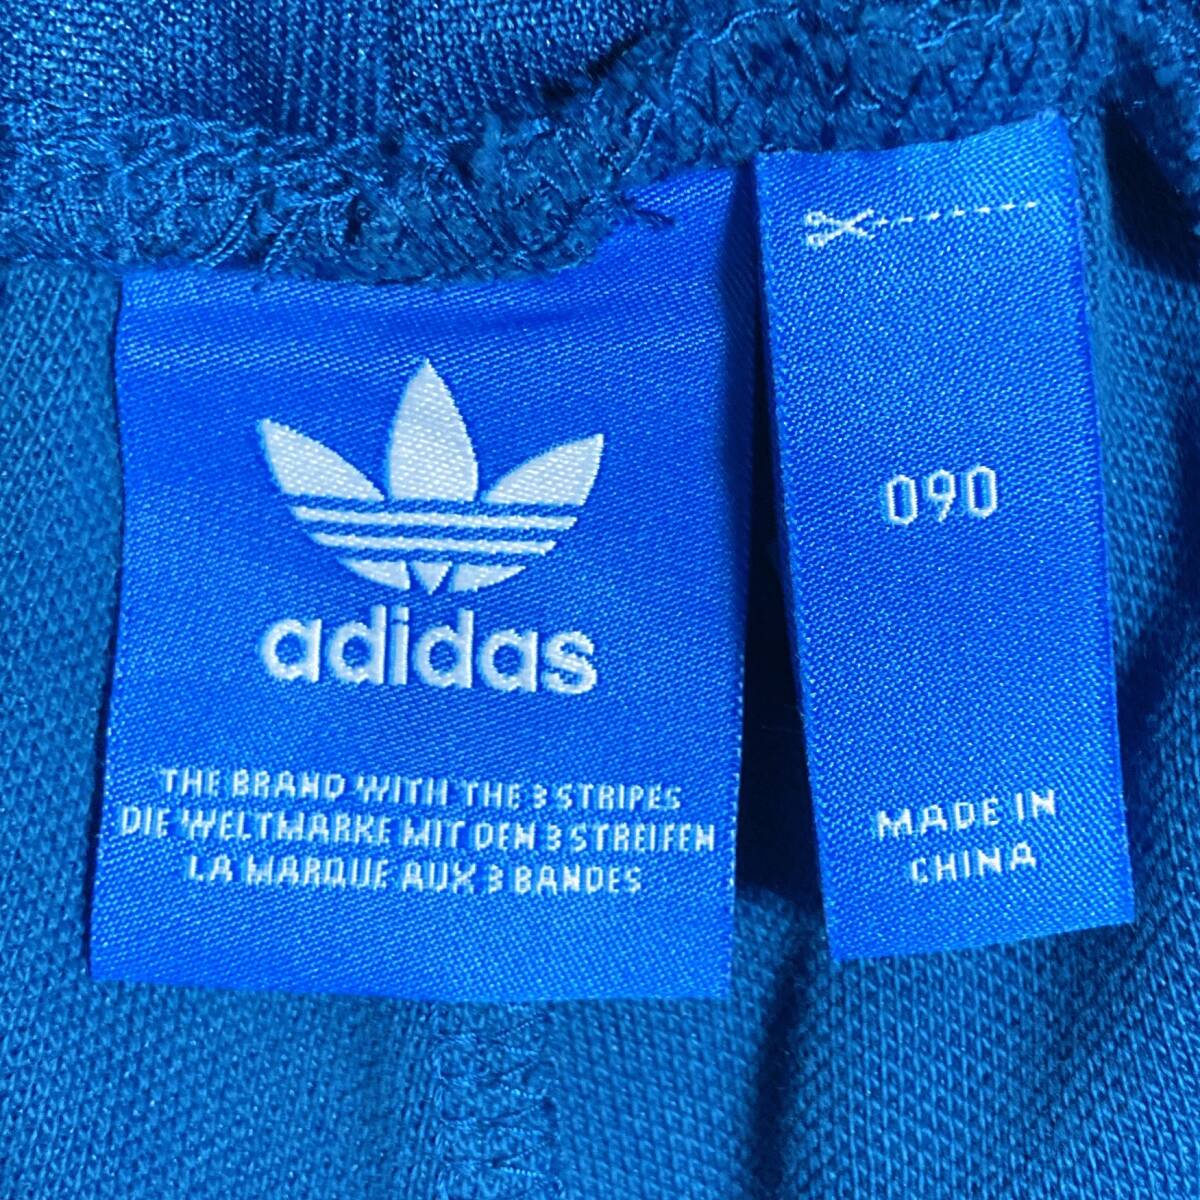 adidas
THE BRAND WITH THE 3 STRIPES
DIE WELTMARKE MIT DEN 3 STREIFEN
LA MARQUE AUX 3 BANDES
090
MADE IN
CHINA